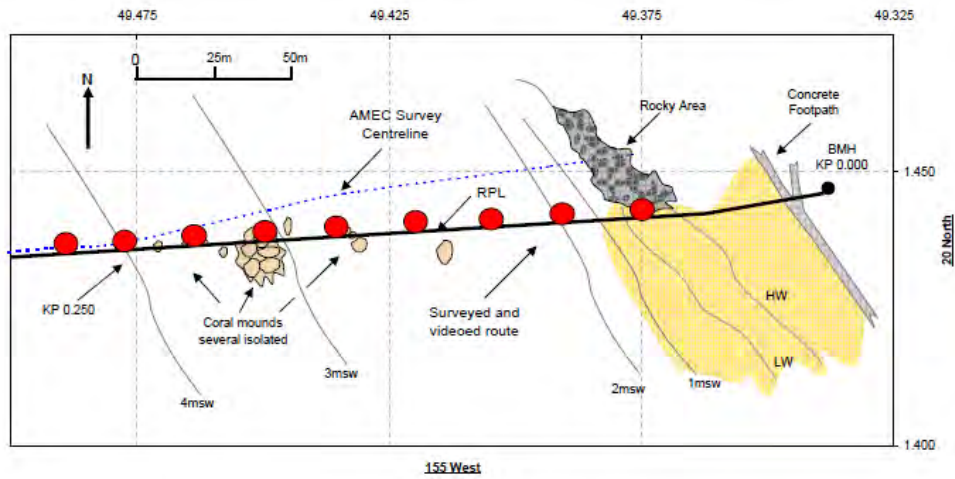 49.475
49.425
49.375
49.325
0
25m
50m
N
AMEC Survey
Centreline
Rocky Area
Concrete
Footpath
BMH
KP 0.000
1.450
RPL
20 North
KP 0.250
Coral mounds
several isolated
Surveyed and
videoed route
HW
LW
4msw
3msw
2msw
1msw
1.400
155 West